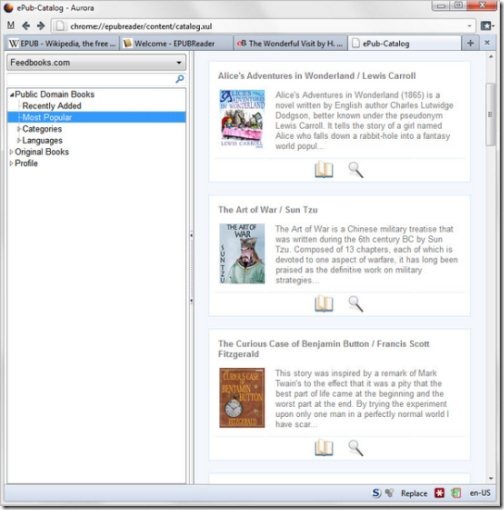 ePub-Catalog - Aurora
chrome://epubreader/content/catalog.xul
EPUB - Wikipedia, the free ...
Welcome - EPUBReader
The Wonderful Visit by H. ...
ePub-Catalog
Feedbooks.com
Public Domain Books
Recently Added
Most Popular
Categories
Languages
Original Books
Profile
Alice's Adventures in Wonderland / Lewis Carroll
Alice's Adventures in Wonderland (1865) is a
novel written by English author Charles Lutwidge
Dodgson, better known under the pseudonym
Lewis Carroll. It tells the story of a girl named
Alice who falls down a rabbit-hole into a fantasy
world popul...
The Art of War / Sun Tzu
THE ART OF
WAR
SUN TZU
The Art of War is a Chinese military treatise that
was written during the 6th century BC by Sun
Tzu. Composed of 13 chapters, each of which is
devoted to one aspect of warfare, it has long been
praised as the definitive work on military
strategies...
The Curious Case of Benjamin Button / Francis Scott
Fitzgerald
CURIOUS CASE
BENJAMIN
BUTTON
FITZGERALD
This story was inspired by a remark of Mark
Twain's to the effect that it was a pity that the
best part of life came at the beginning and the
worst part at the end. By trying the experiment
upon only one man in a perfectly normal world I
have scar...
Replace
en-US